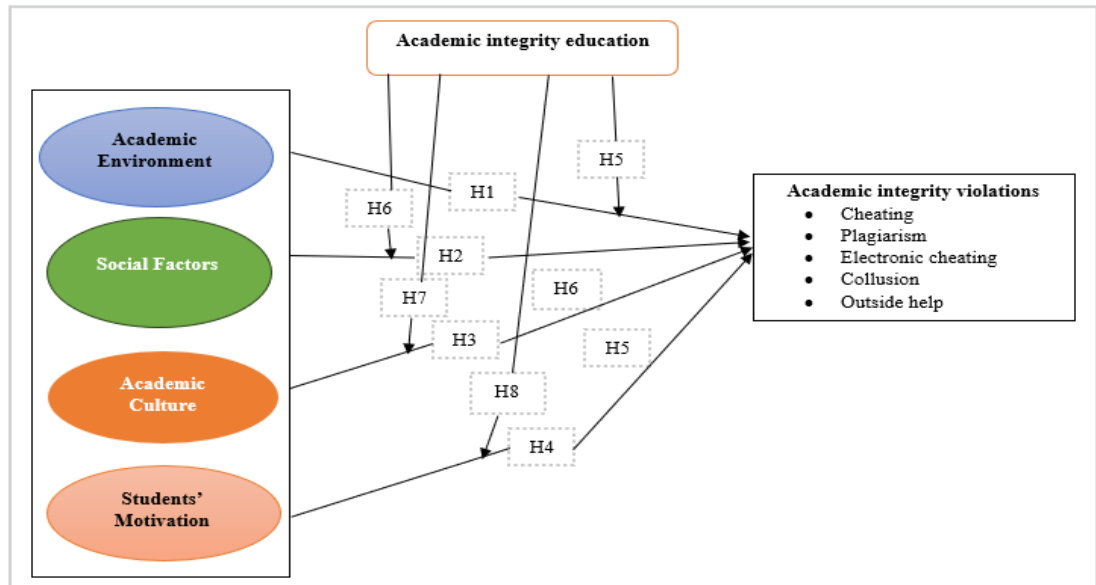 Academic integrity education
Academic
Environment
H5
H1
Academic integrity violations
• Cheating
• Plagiarism
• Electronic cheating
• Collusion
• Outside help
H6
Social Factors
H2
H7
H6
H3
H5
Academic
Culture
H8
H4
Students'
Motivation